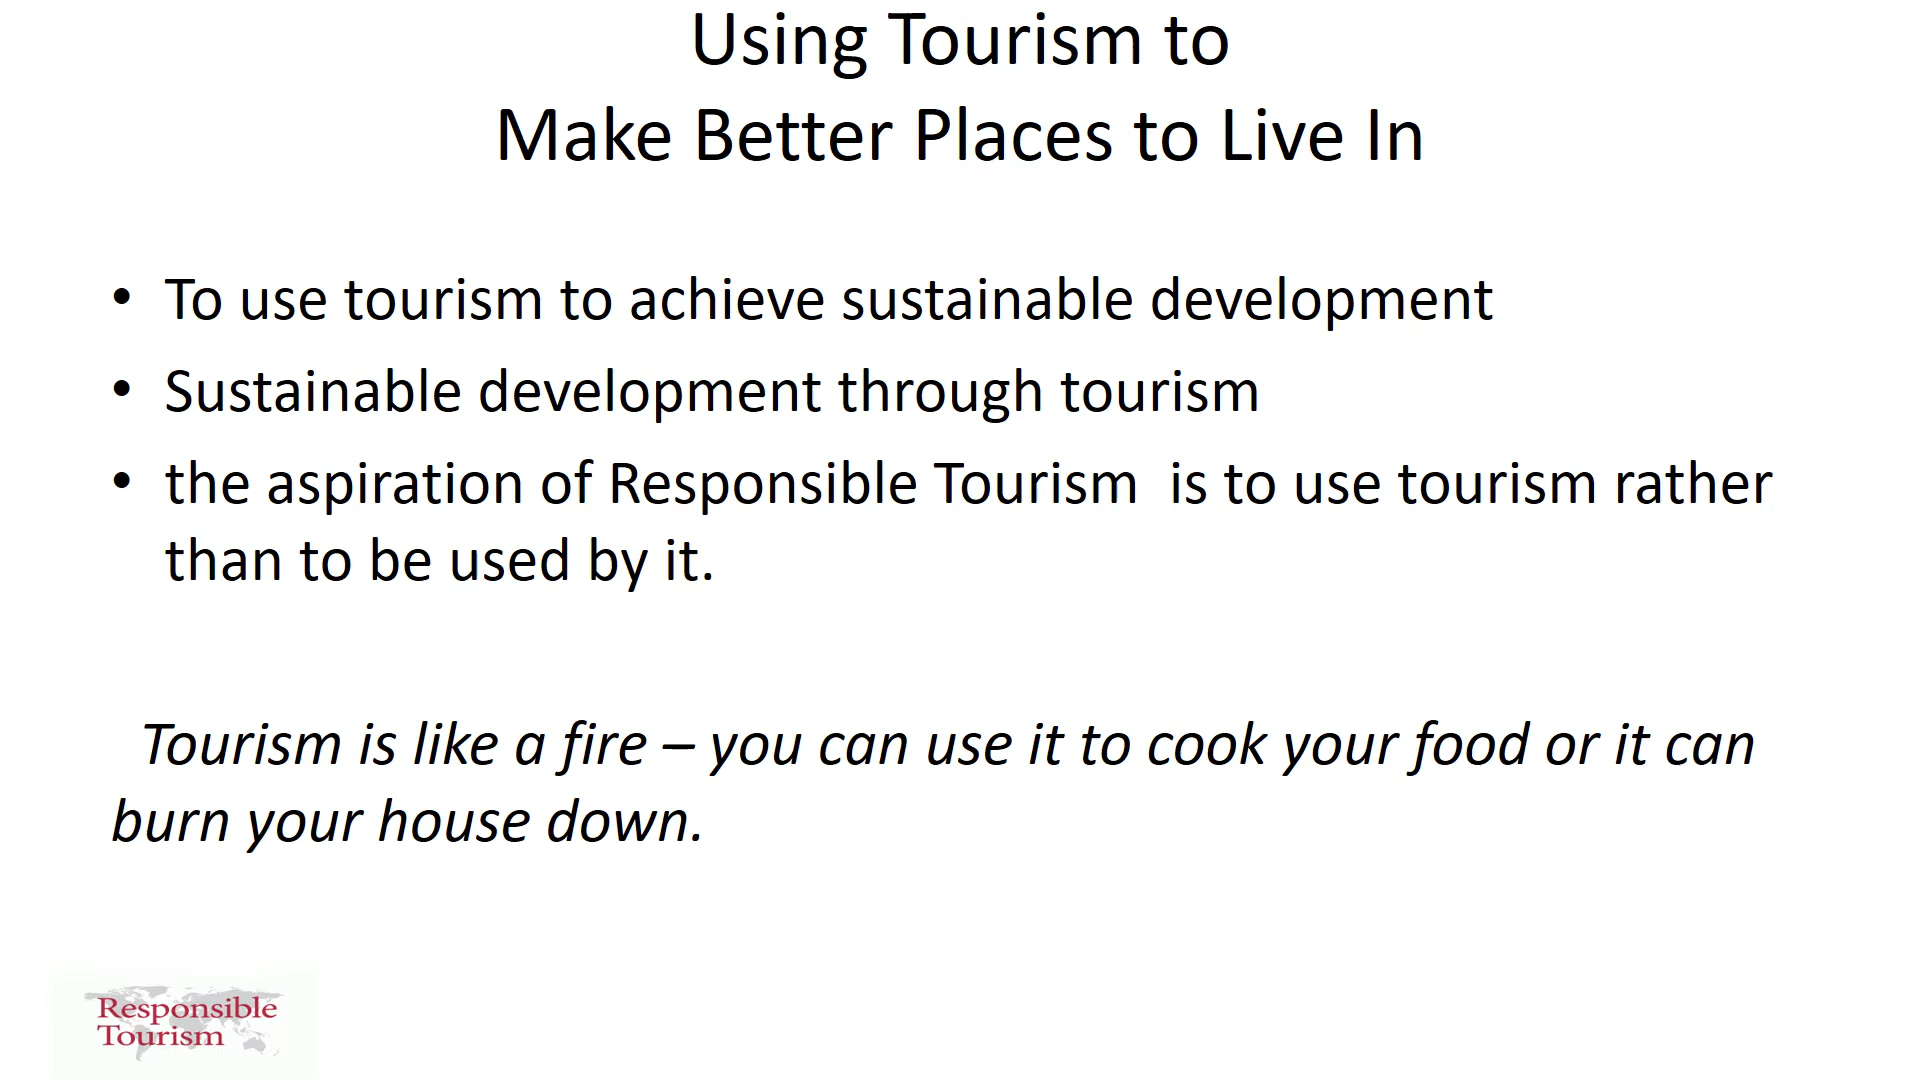 Using Tourism to
Make Better Places to Live In
• To use tourism to achieve sustainable development
• Sustainable development through tourism
• the aspiration of Responsible Tourism  is to use tourism rather
than to be used by it.
Tourism is like a fire – you can use it to cook your food or it can
burn your house down.
Responsible
Tourism